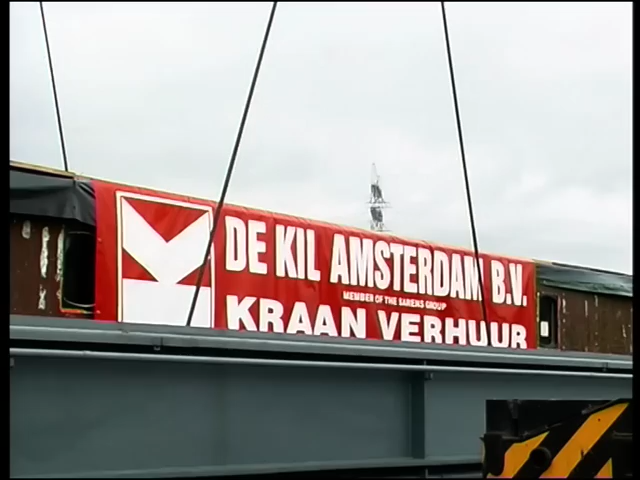 DE KIL AMSTERDAM B.V.
MEMBER OF THE SARENS GROUP
KRAAN VERHUUR